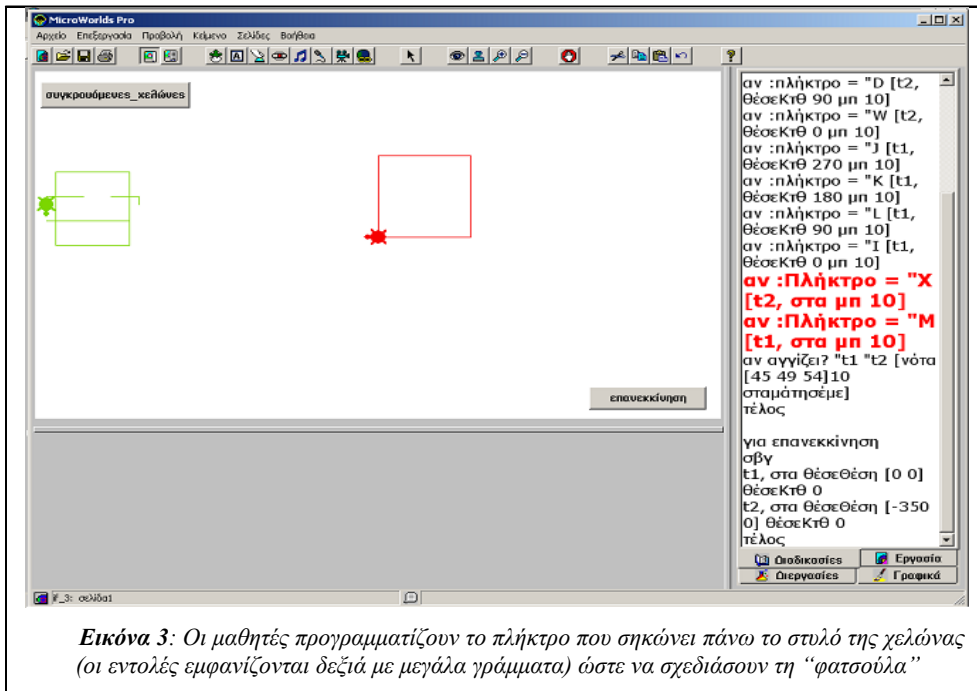 MicroWorlds Pro
Αρχείο Επεξεργασία Προβολή Κείμενο Σελίδες Βοήθεια
συγκρουόμενες_χελώνες
επανεκκίνηση
αν :πλήκτρο = "D [t2,
θέσεΚτθ 90 μπ 10]
αν :πλήκτρο = "W [t2,
θέσεΚτθ 0 μπ 10]
αν :πλήκτρο = "J [t1,
θέσεΚτθ 270 μπ 10]
αν :πλήκτρο = "K [t1,
θέσεΚτθ 180 μπ 10]
αν :πλήκτρο = "L [t1,
θέσεΚτθ 90 μπ 10]
αν :πλήκτρο = "I [t1,
θέσεΚτθ 0 μπ 10]
αν :Πλήκτρο = "X
[t2, στα μπ 10]
αν :Πλήκτρο = "M
[t1, στα μπ 10]
αν αγγίζει? "t1 "t2 [νότα
[45 49 54]10
σταμάτησέμε]
τέλος
για επανεκκίνηση
σβγ
t1, στα θέσεΘέση [0 0]
θέσεΚτθ 0
t2, στα θέσεΘέση [-350
0] θέσεΚτθ 0
τέλος
Διαδικασίες Εργασία
Διεργασίες Γραφικά
if_3: σελίδα1
Εικόνα 3: Οι μαθητές προγραμματίζουν το πλήκτρο που σηκώνει πάνω το στυλό της χελώνας
(οι εντολές εμφανίζονται δεξιά με μεγάλα γράμματα) ώστε να σχεδιάσουν τη “φατσούλα”